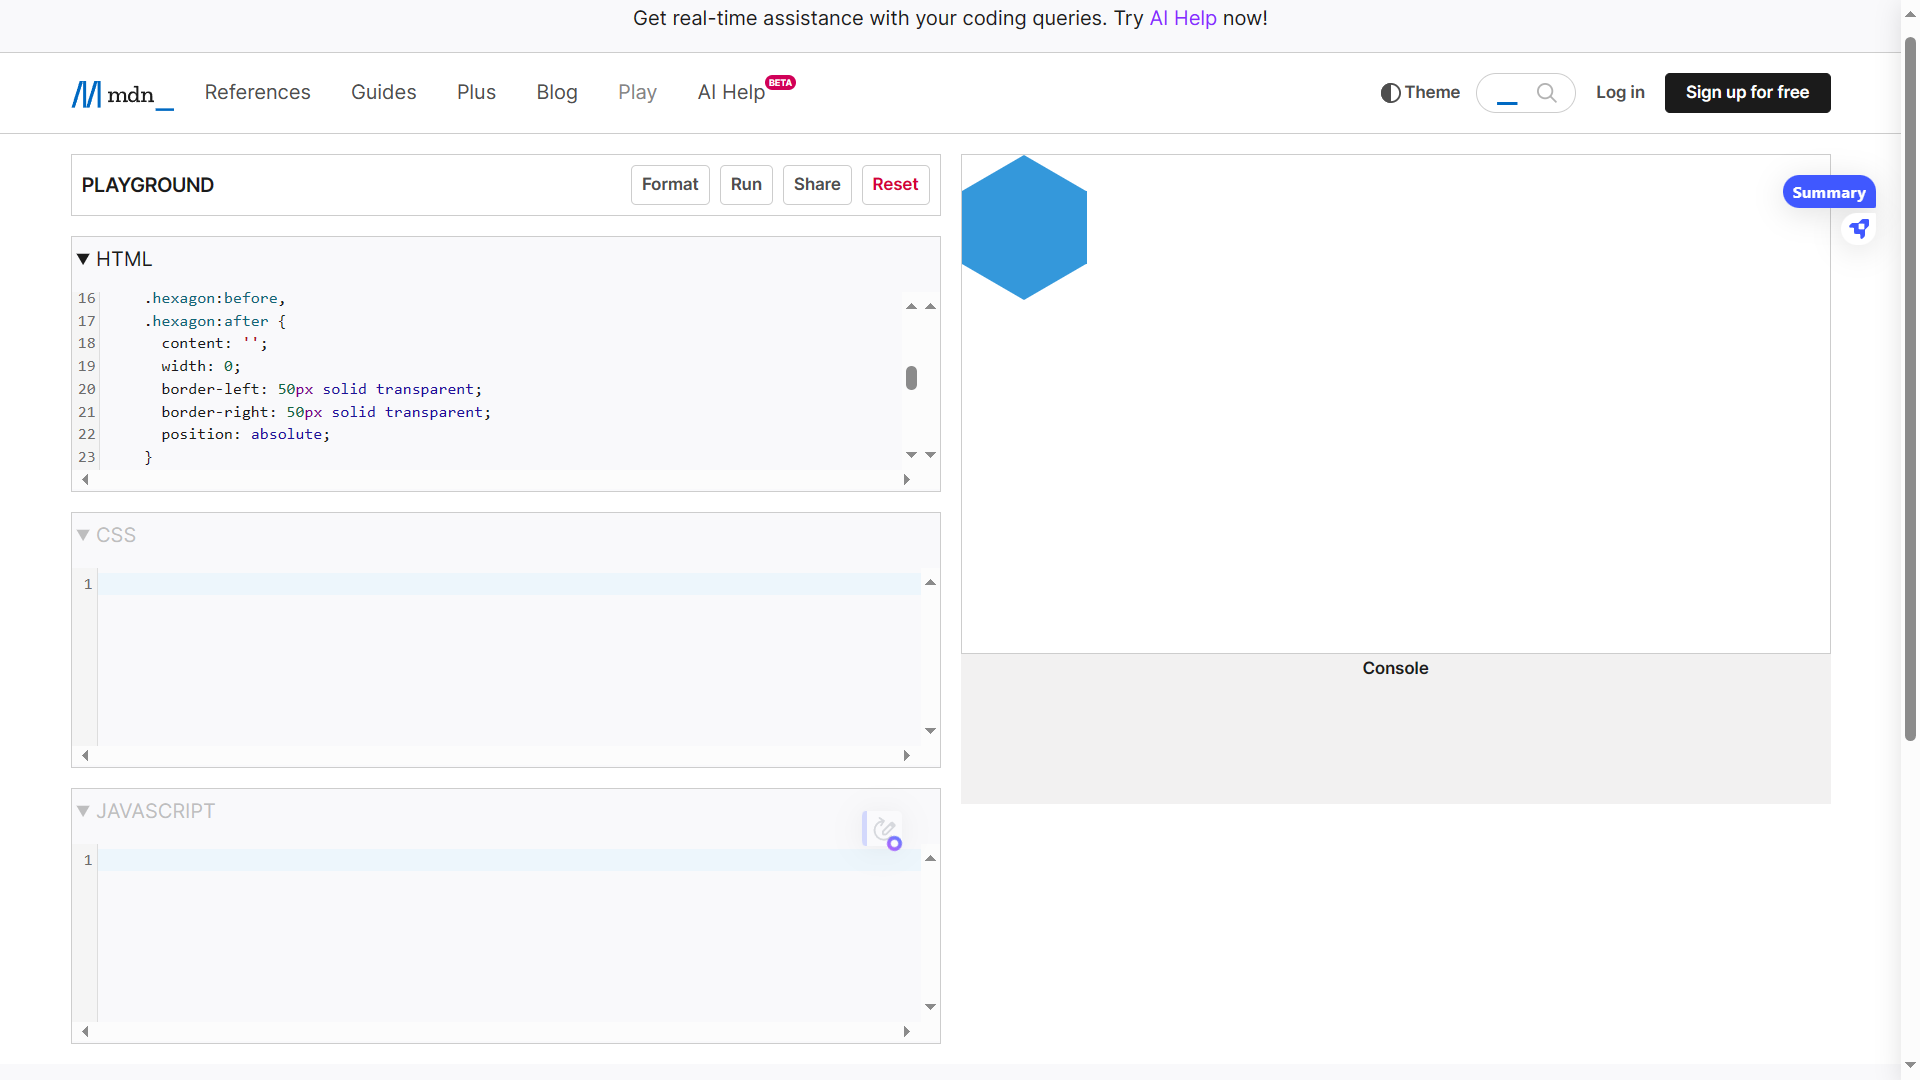 Get real-time assistance with your coding queries. Try AI Help now!
mdn_
References
Guides
Plus
Blog
Play
AI Help
BETA
Theme
Log in
Sign up for free
PLAYGROUND
Format
Run
Share
Reset
HTML
16 .hexagon:before,
17 .hexagon:after {
18 content: '';
19 width: 0;
20 border-left: 50px solid transparent;
21 border-right: 50px solid transparent;
22 position: absolute;
23 }
CSS
1
JAVASCRIPT
1
Summary
Console